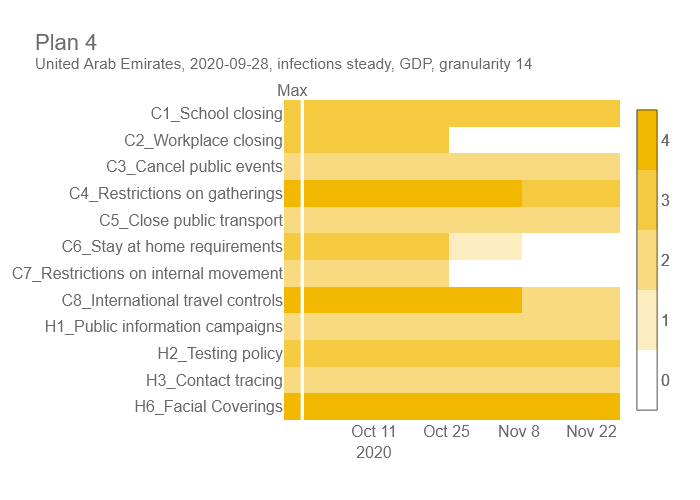 Plan 4
United Arab Emirates, 2020-09-28, infections steady, GDP, granularity 14
Max
C1_School closing
C2_Workplace closing
C3_Cancel public events
C4_Restrictions on gatherings
C5_Close public transport
C6_Stay at home requirements
C7_Restrictions on internal movement
C8_International travel controls
H1_Public information campaigns
H2_Testing policy
H3_Contact tracing
H6_Facial Coverings
Oct 11 Oct 25 Nov 8 Nov 22
2020
4
3
2
1
0